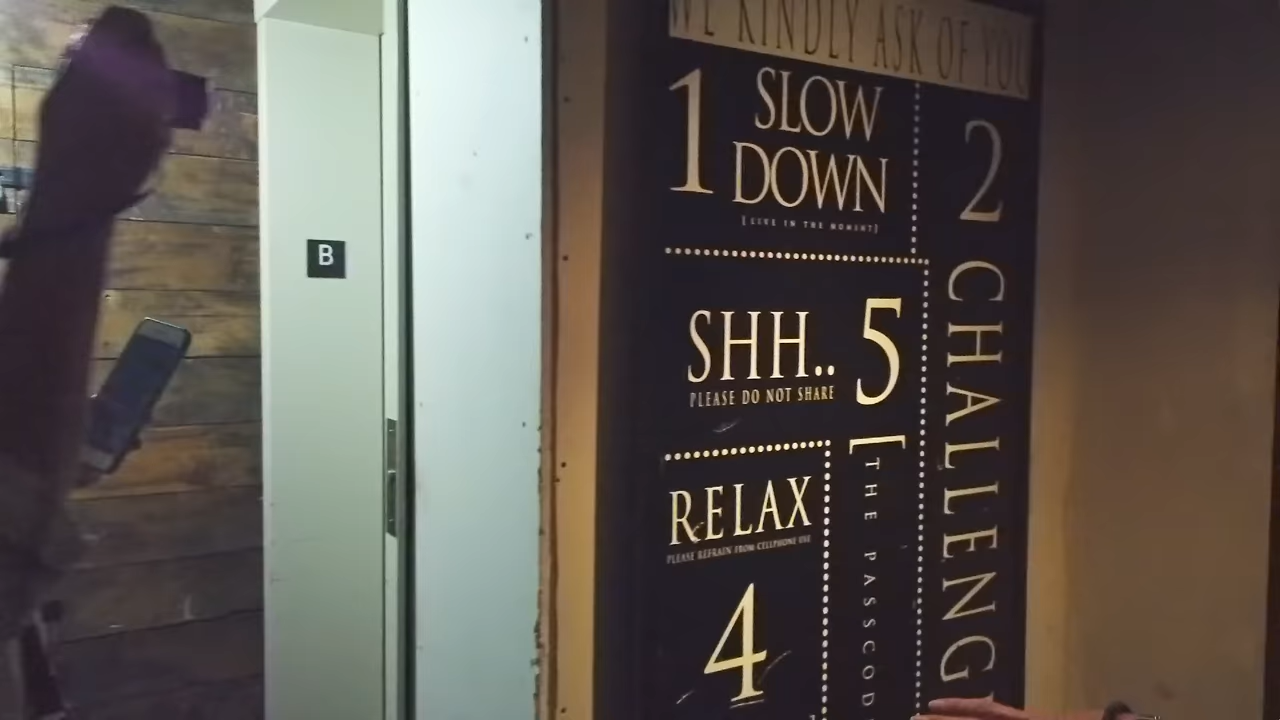 B
WE KINDLY ASK OF YOU
1
SLOW
DOWN
[LIVE IN THE MOMENT]
2
CHALLENG
SHH..
PLEASE DO NOT SHARE
5
[THE PASSCOD
RELAX
PLEASE REFRAIN FROM CELLPHONE USE
4